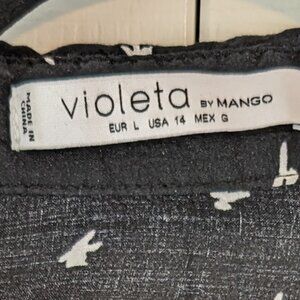 violeta BY MANGO
EUR L USA 14 MEX G
MADE IN
CHINA